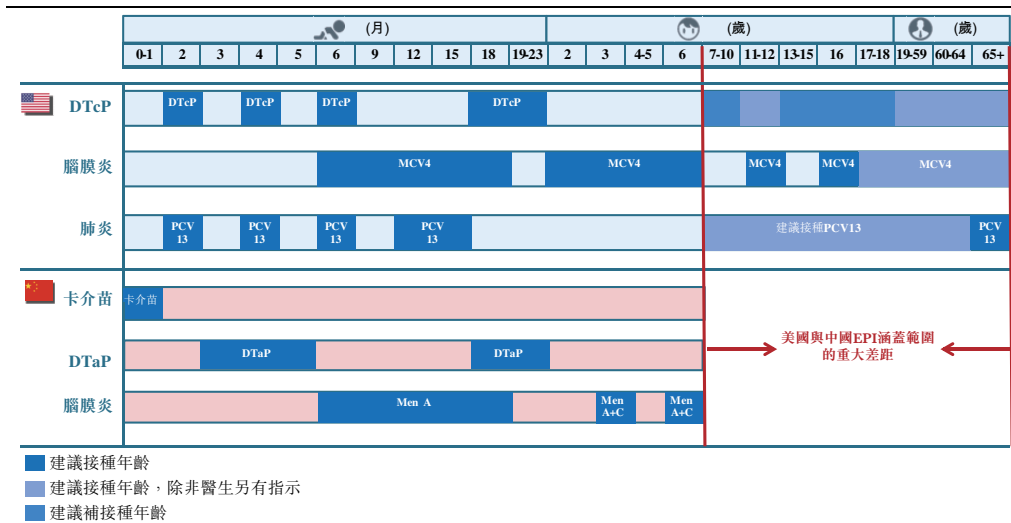 (月) (歲) (歲)
0-1 2 3 4 5 6 9 12 15 18 19-23 2 3 4-5 6 7-10 11-12 13-15 16 17-18 19-59 60-64 65+
DTcP DTcP DTcP DTcP DTcP
腦膜炎 MCV4 MCV4 MCV4 MCV4 MCV4
肺炎 PCV 13 PCV 13 PCV 13 PCV 13 建議接種PCV13 PCV 13
卡介苗 卡介苗
美國與中國EPI涵蓋範圍
的重大差距
DTaP DTaP DTaP
腦膜炎 Men A Men A+C Men A+C
建議接種年齡
建議接種年齡，除非醫生另有指示
建議補接種年齡